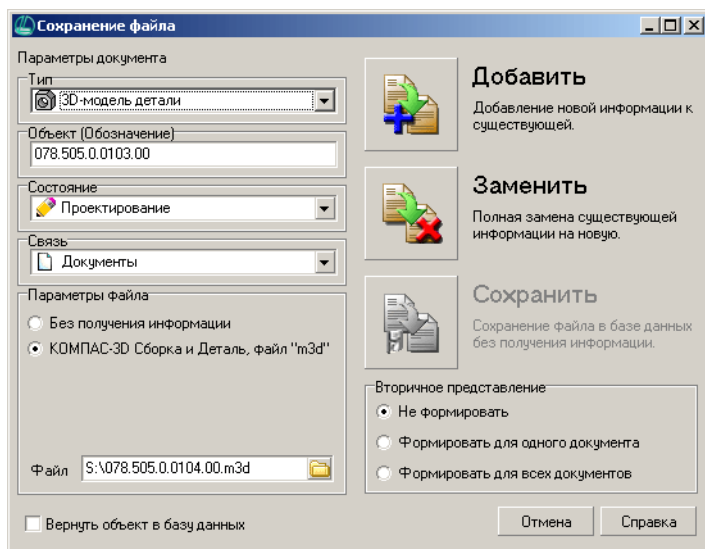 Сохранение файла
Параметры документа
Тип
3D-модель детали
Объект (Обозначение)
078.505.0.0103.00
Состояние
Проектирование
Связь
Документы
Параметры файла
Без получения информации
КОМПАС-3D Сборка и Деталь, файл "m3d"
Файл S:\078.505.0.0104.00.m3d
Вернуть объект в базу данных
Добавить
Добавление новой информации к
существующей.
Заменить
Полная замена существующей
информации на новую.
Сохранить
Сохранение файла в базе данных
без получения информации.
Вторичное представление
Не формировать
Формировать для одного документа
Формировать для всех документов
Отмена Справка